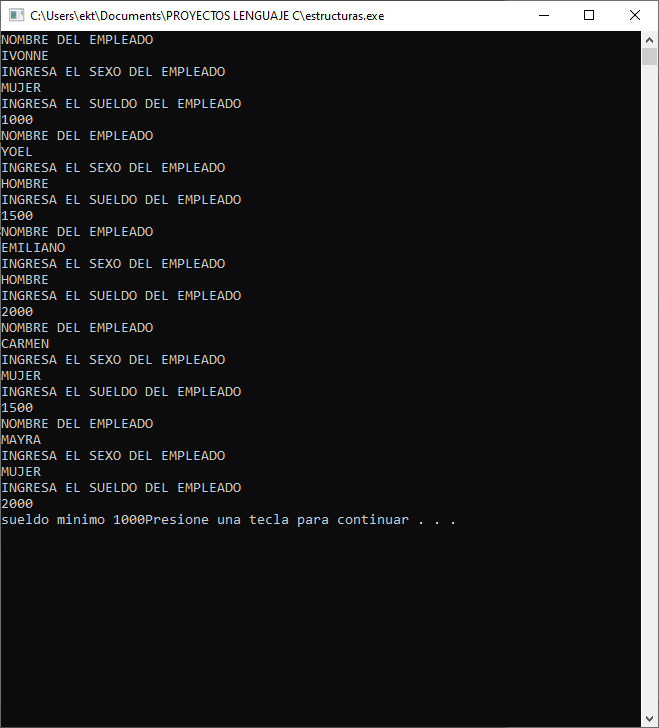 C:\Users\ekt\Documents\PROYECTOS LENGUAJE C\estructuras.exe
NOMBRE DEL EMPLEADO
IVONNE
INGRESA EL SEXO DEL EMPLEADO
MUJER
INGRESA EL SUELDO DEL EMPLEADO
1000
NOMBRE DEL EMPLEADO
YOEL
INGRESA EL SEXO DEL EMPLEADO
HOMBRE
INGRESA EL SUELDO DEL EMPLEADO
1500
NOMBRE DEL EMPLEADO
EMILIANO
INGRESA EL SEXO DEL EMPLEADO
HOMBRE
INGRESA EL SUELDO DEL EMPLEADO
2000
NOMBRE DEL EMPLEADO
CARMEN
INGRESA EL SEXO DEL EMPLEADO
MUJER
INGRESA EL SUELDO DEL EMPLEADO
1500
NOMBRE DEL EMPLEADO
MAYRA
INGRESA EL SEXO DEL EMPLEADO
MUJER
INGRESA EL SUELDO DEL EMPLEADO
2000
sueldo minimo 1000Presione una tecla para continuar . . .